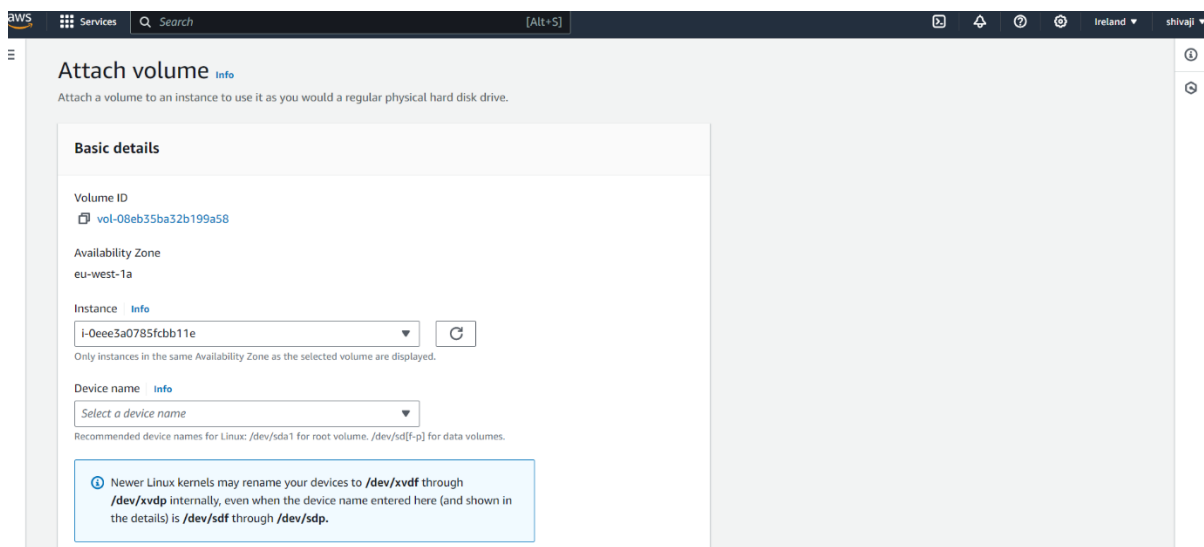 aws Services Search [Alt+S] Ireland shivaji
Attach volume Info
Attach a volume to an instance to use it as you would a regular physical hard disk drive.
Basic details
Volume ID
vol-08eb35ba32b199a58
Availability Zone
eu-west-1a
Instance Info
i-0eee3a0785fcbb11e
Only instances in the same Availability Zone as the selected volume are displayed.
Device name Info
Select a device name
Recommended device names for Linux: /dev/sda1 for root volume. /dev/sd[f-p] for data volumes.
Newer Linux kernels may rename your devices to /dev/xvdf through
/dev/xvdp internally, even when the device name entered here (and shown in
the details) is /dev/sdf through /dev/sdp.